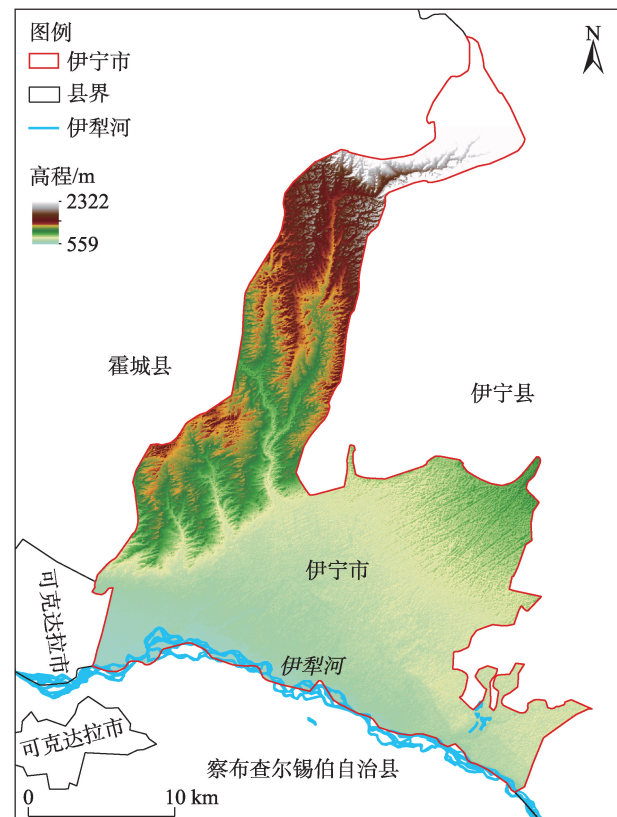 图例
伊宁市
县界
伊犁河
高程/m
2322
559
N
霍城县
伊宁县
伊宁市
可克达拉市
伊犁河
可克达拉市
察布查尔锡伯自治县
0 10 km